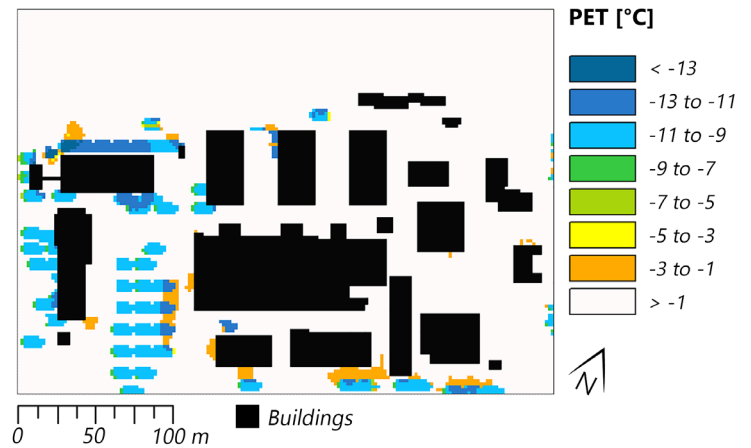 PET [°C]
< -13
-13 to -11
-11 to -9
-9 to -7
-7 to -5
-5 to -3
-3 to -1
> -1
N
0 50 100 m
Buildings